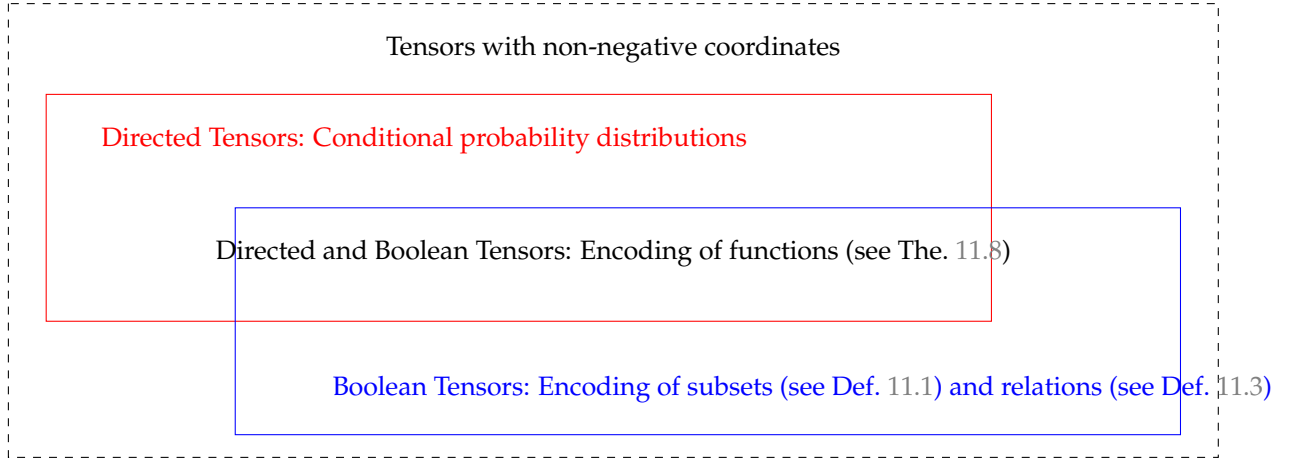 Tensors with non-negative coordinates
Directed Tensors: Conditional probability distributions
Directed and Boolean Tensors: Encoding of functions (see The. 11.8)
Boolean Tensors: Encoding of subsets (see Def. 11.1) and relations (see Def. 11.3)